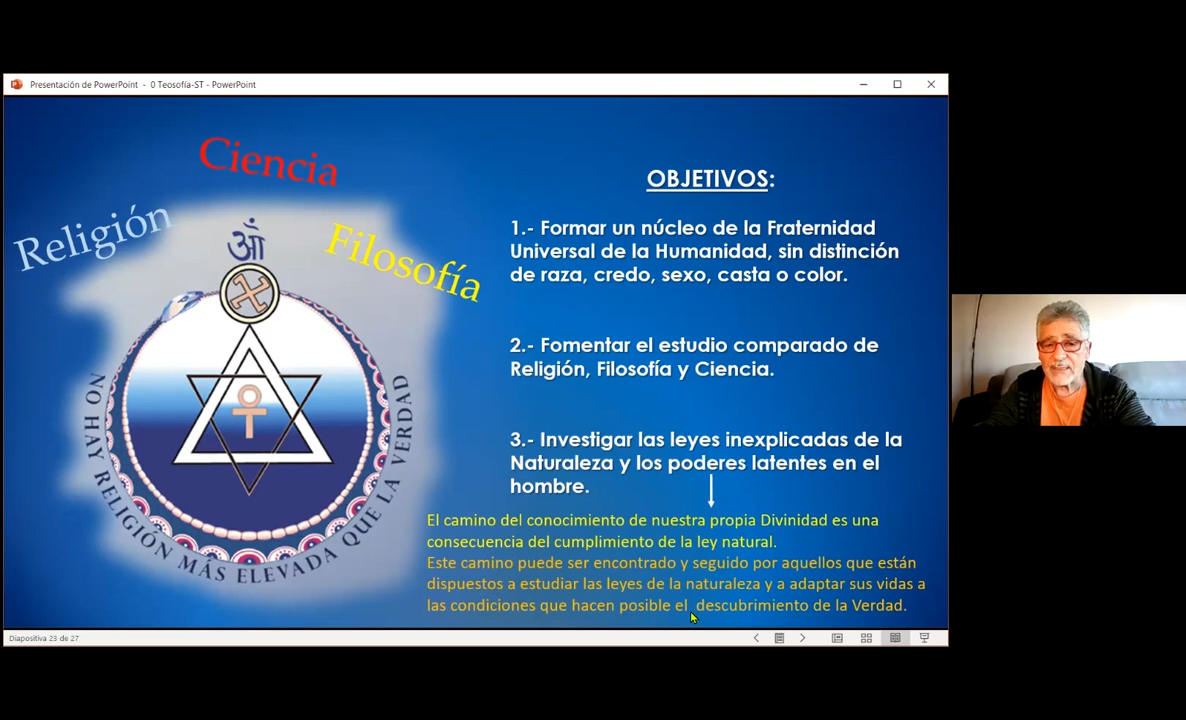 Presentación de PowerPoint - 0 Teosofía-ST - PowerPoint
Ciencia
Religión
Filosofía
ॐ
NO HAY RELIGIÓN MÁS ELEVADA QUE LA VERDAD
OBJETIVOS:
1.- Formar un núcleo de la Fraternidad
Universal de la Humanidad, sin distinción
de raza, credo, sexo, casta o color.
2.- Fomentar el estudio comparado de
Religión, Filosofía y Ciencia.
3.- Investigar las leyes inexplicadas de la
Naturaleza y los poderes latentes en el
hombre.
El camino del conocimiento de nuestra propia Divinidad es una
consecuencia del cumplimiento de la ley natural.
Este camino puede ser encontrado y seguido por aquellos que están
dispuestos a estudiar las leyes de la naturaleza y a adaptar sus vidas a
las condiciones que hacen posible el descubrimiento de la Verdad.
Diapositiva 23 de 27